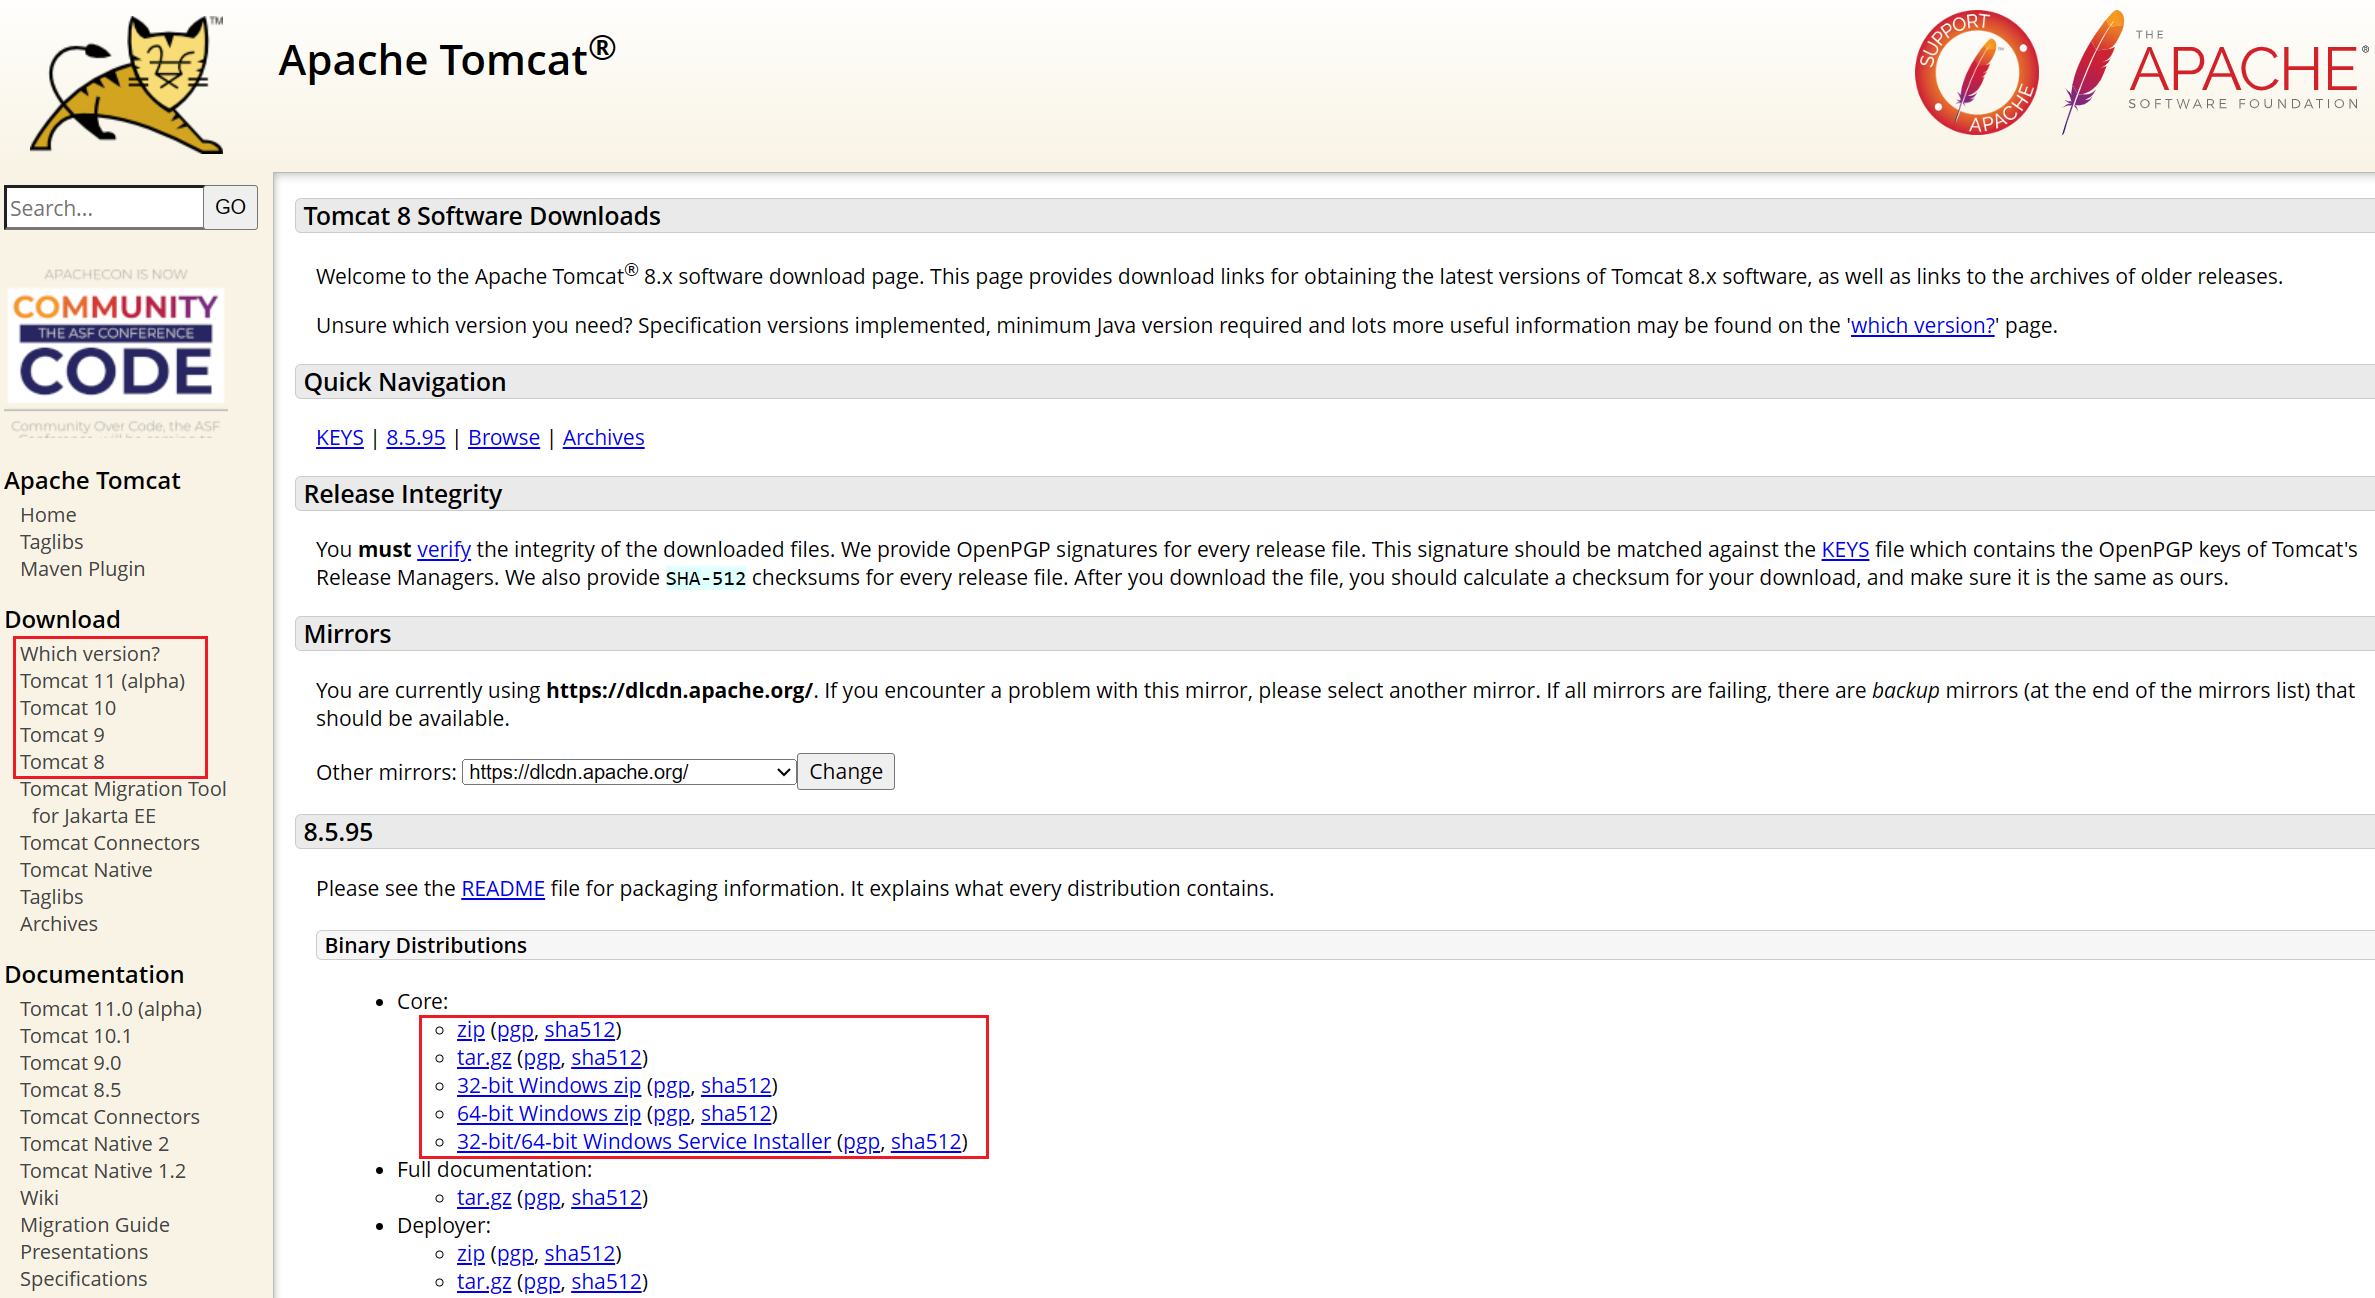 TM
Apache Tomcat®
SUPPORT APACHE
THE
APACHE®
SOFTWARE FOUNDATION
Search...
GO
APACHECON IS NOW
COMMUNITY
THE ASF CONFERENCE
CODE
Community Over Code, the ASF
Apache Tomcat
Home
Taglibs
Maven Plugin
Download
Which version?
Tomcat 11 (alpha)
Tomcat 10
Tomcat 9
Tomcat 8
Tomcat Migration Tool
for Jakarta EE
Tomcat Connectors
Tomcat Native
Taglibs
Archives
Documentation
Tomcat 11.0 (alpha)
Tomcat 10.1
Tomcat 9.0
Tomcat 8.5
Tomcat Connectors
Tomcat Native 2
Tomcat Native 1.2
Wiki
Migration Guide
Presentations
Specifications
Tomcat 8 Software Downloads
Welcome to the Apache Tomcat® 8.x software download page. This page provides download links for obtaining the latest versions of Tomcat 8.x software, as well as links to the archives of older releases.
Unsure which version you need? Specification versions implemented, minimum Java version required and lots more useful information may be found on the 'which version?' page.
Quick Navigation
KEYS | 8.5.95 | Browse | Archives
Release Integrity
You must verify the integrity of the downloaded files. We provide OpenPGP signatures for every release file. This signature should be matched against the KEYS file which contains the OpenPGP keys of Tomcat's
Release Managers. We also provide SHA-512 checksums for every release file. After you download the file, you should calculate a checksum for your download, and make sure it is the same as ours.
Mirrors
You are currently using https://dlcdn.apache.org/. If you encounter a problem with this mirror, please select another mirror. If all mirrors are failing, there are backup mirrors (at the end of the mirrors list) that
should be available.
Other mirrors: https://dlcdn.apache.org/ Change
8.5.95
Please see the README file for packaging information. It explains what every distribution contains.
Binary Distributions
• Core:
◦ zip (pgp, sha512)
◦ tar.gz (pgp, sha512)
◦ 32-bit Windows zip (pgp, sha512)
◦ 64-bit Windows zip (pgp, sha512)
◦ 32-bit/64-bit Windows Service Installer (pgp, sha512)
• Full documentation:
◦ tar.gz (pgp, sha512)
• Deployer:
◦ zip (pgp, sha512)
◦ tar.gz (pgp, sha512)